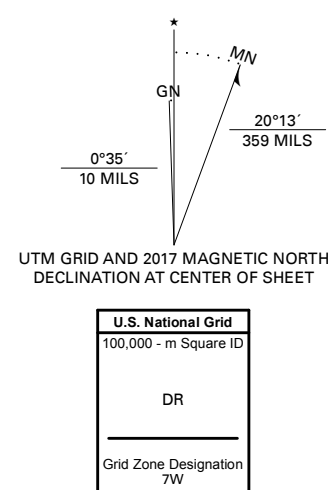 ★
MN
GN
20°13´
359 MILS
0°35´
10 MILS
UTM GRID AND 2017 MAGNETIC NORTH
DECLINATION AT CENTER OF SHEET
U.S. National Grid
100,000 - m Square ID
DR
Grid Zone Designation
7W